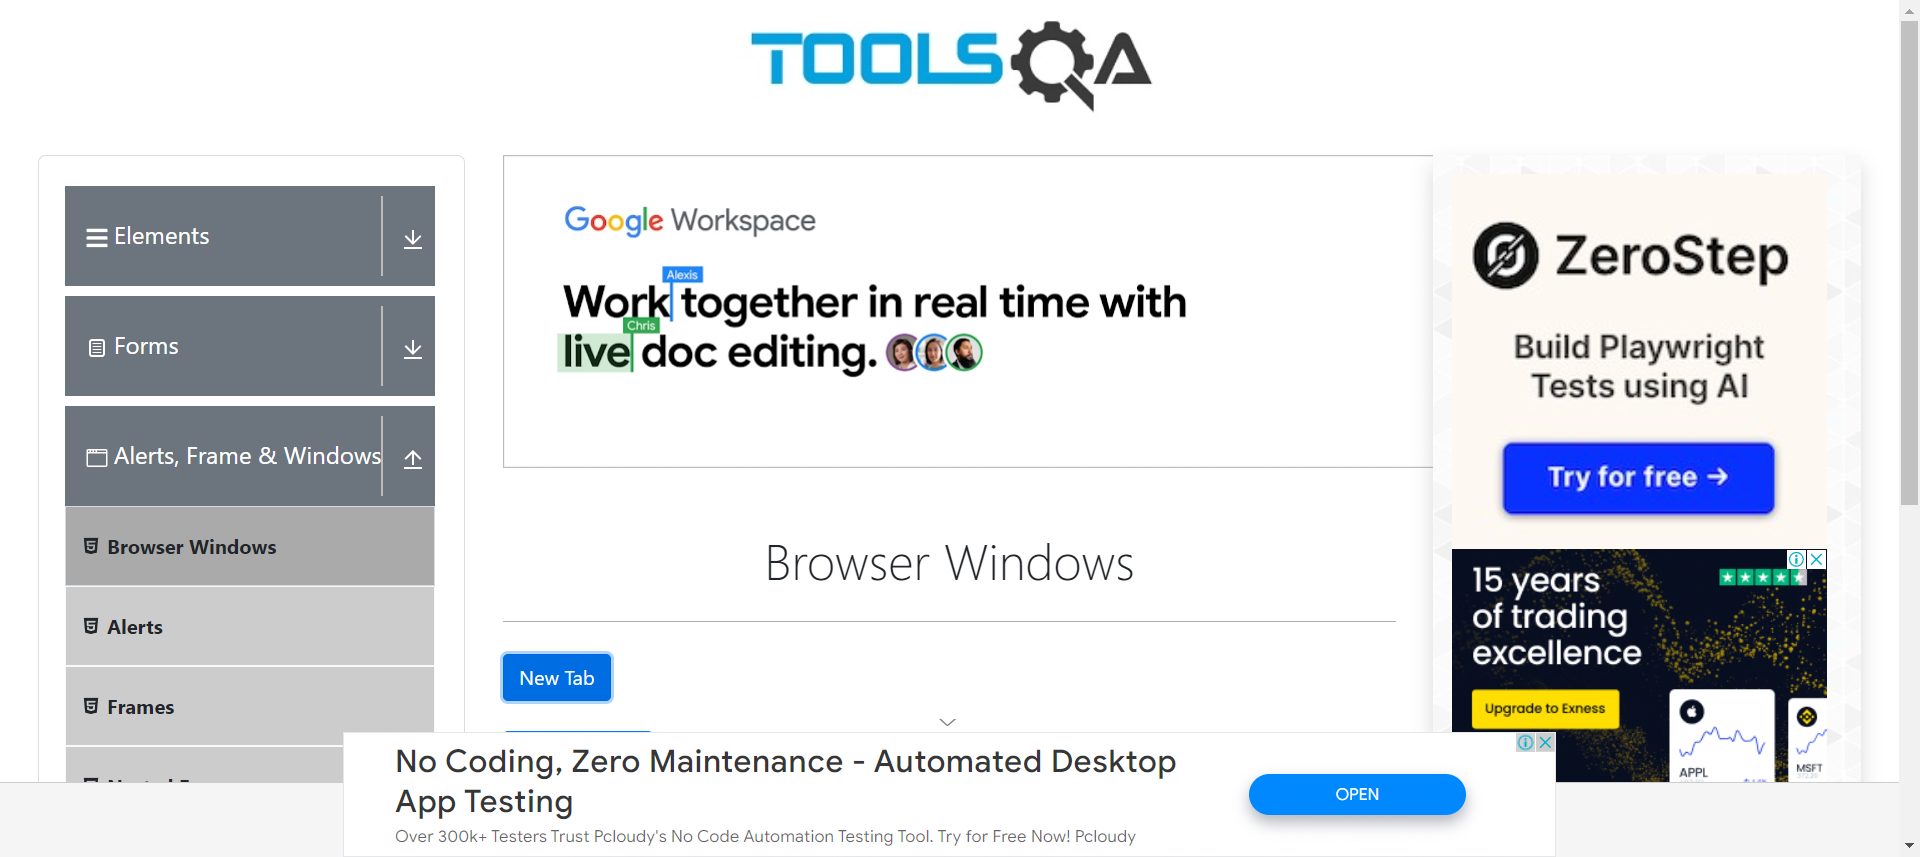 TOOLSQA
Elements
Forms
Alerts, Frame & Windows
Browser Windows
Alerts
Frames
Google Workspace
Alexis
Work together in real time with
Chris
live doc editing.
Browser Windows
New Tab
ZeroStep
Build Playwright
Tests using AI
Try for free →
15 years
of trading
excellence
Upgrade to Exness
APPL
MSFT
No Coding, Zero Maintenance - Automated Desktop
App Testing
Over 300k+ Testers Trust Pcloudy's No Code Automation Testing Tool. Try for Free Now! Pcloudy
OPEN